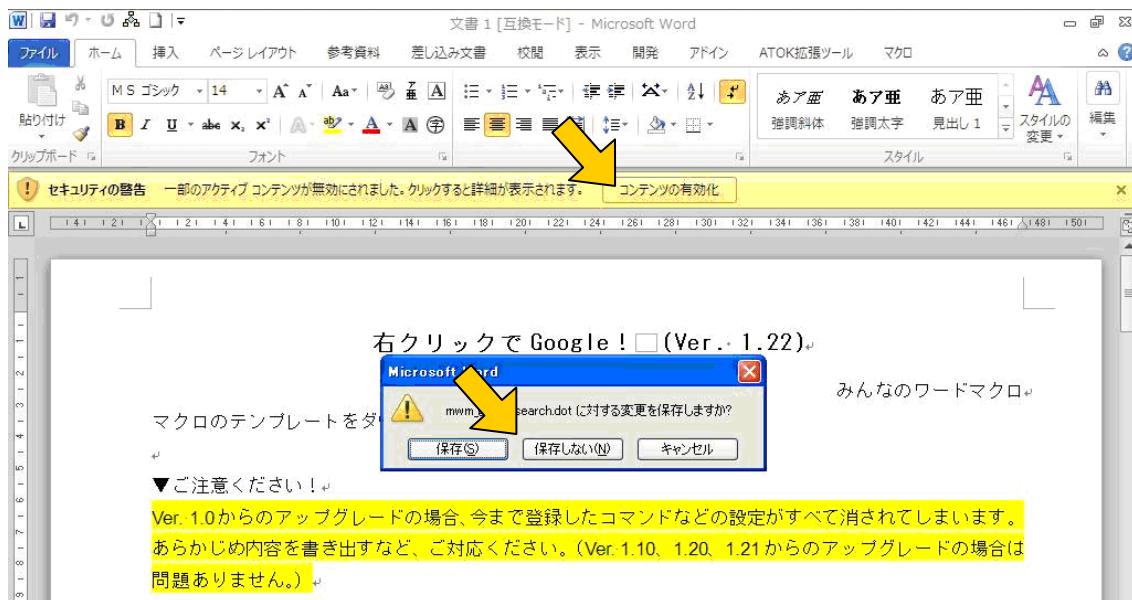 文書 1 [互換モード] - Microsoft Word
ファイル ホーム 挿入 ページ レイアウト 参考資料 差し込み文書 校閲 表示 開発 アドイン ATOK拡張ツール マクロ
貼り付け
MS ゴシック 14
あア亜 あア亜 あア亜
強調斜体 強調太字 見出し 1
スタイルの変更
編集
クリップボード フォント スタイル
セキュリティの警告 一部のアクティブ コンテンツが無効にされました。クリックすると詳細が表示されます。 コンテンツの有効化
右クリックで Google!□(Ver. 1.22)
Microsoft Word
みんなのワードマクロ
search.dot に対する変更を保存しますか?
マクロのテンプレートをダ
保存(S) 保存しない(N) キャンセル
▼ご注意ください!
Ver. 1.0からのアップグレードの場合、今まで登録したコマンドなどの設定がすべて消されてしまいます。
あらかじめ内容を書き出すなど、ご対応ください。(Ver. 1.10、1.20、1.21 からのアップグレードの場合は
問題ありません。)